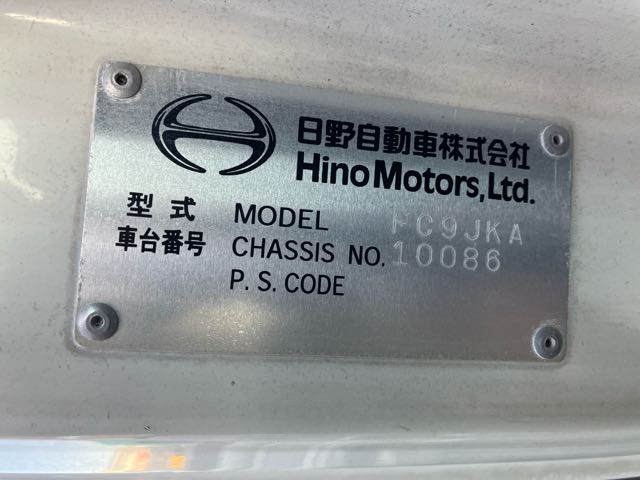 日野自動車株式会社
Hino Motors, Ltd.
型式 MODEL FC9JKA
車台番号 CHASSIS NO. 10086
P.S.CODE